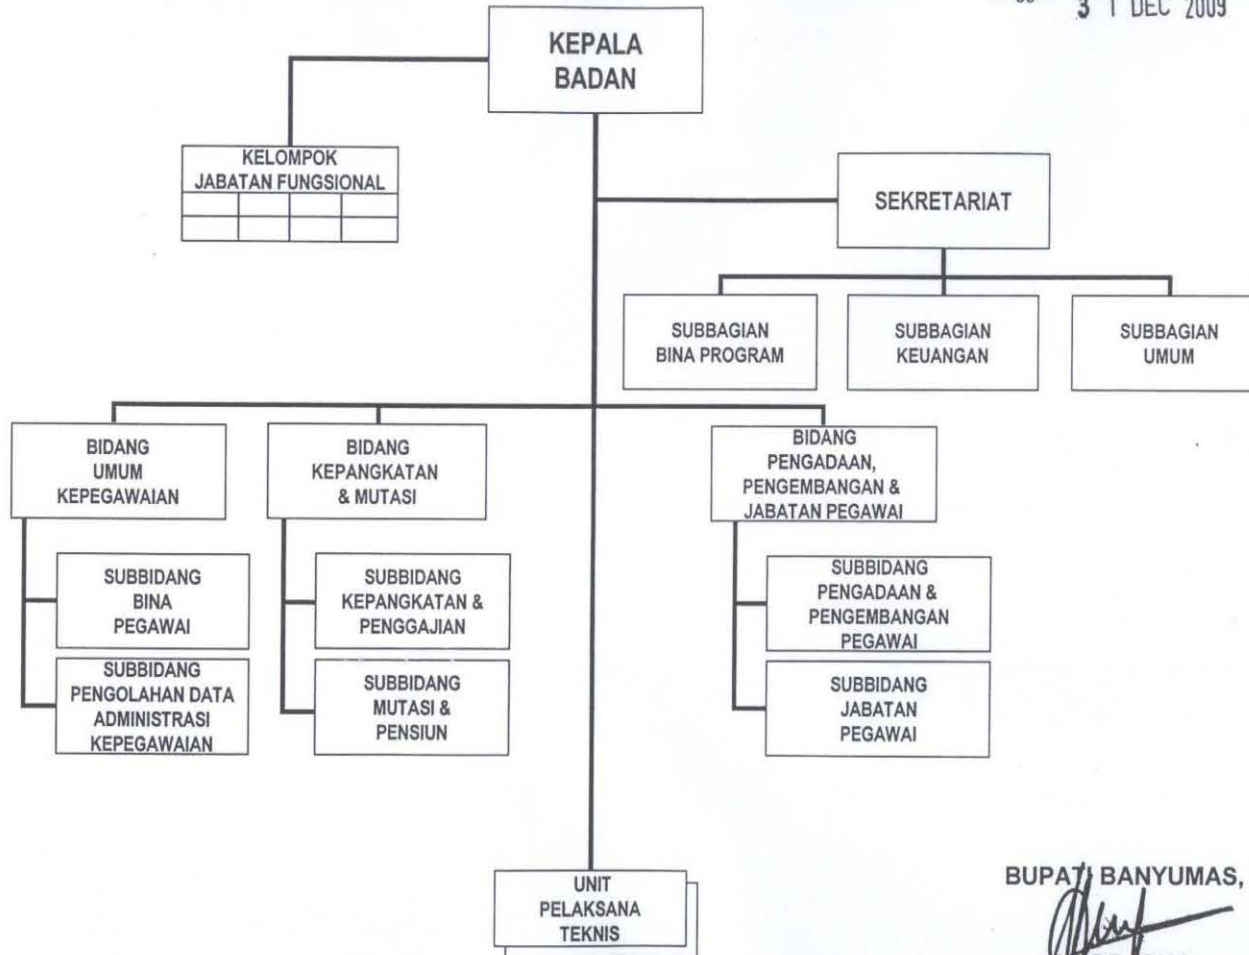 3 1 DEC 2009
KEPALA
BADAN
KELOMPOK
JABATAN FUNGSIONAL
SEKRETARIAT
SUBBAGIAN
BINA PROGRAM
SUBBAGIAN
KEUANGAN
SUBBAGIAN
UMUM
BIDANG
UMUM
KEPEGAWAIAN
BIDANG
KEPANGKATAN
& MUTASI
BIDANG
PENGADAAN,
PENGEMBANGAN &
JABATAN PEGAWAI
SUBBIDANG
BINA
PEGAWAI
SUBBIDANG
KEPANGKATAN &
PENGGAJIAN
SUBBIDANG
PENGADAAN &
PENGEMBANGAN
PEGAWAI
SUBBIDANG
PENGOLAHAN DATA
ADMINISTRASI
KEPEGAWAIAN
SUBBIDANG
MUTASI &
PENSIUN
SUBBIDANG
JABATAN
PEGAWAI
UNIT
PELAKSANA
TEKNIS
BUPATI BANYUMAS,